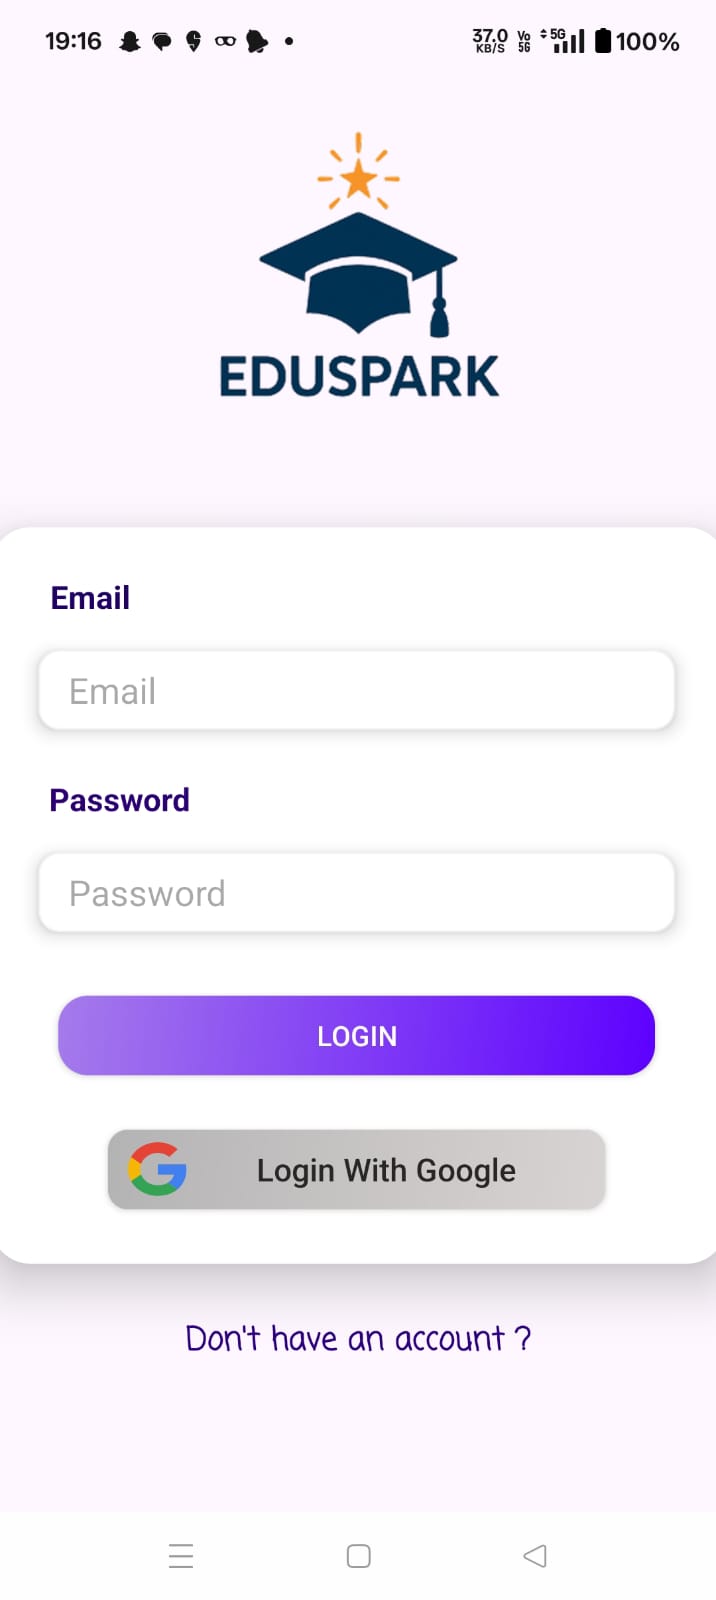 19:16 37.0 KB/S Vo 5G 5G 100%
EDUSPARK
Email
Email
Password
Password
LOGIN
Login With Google
Don't have an account ?